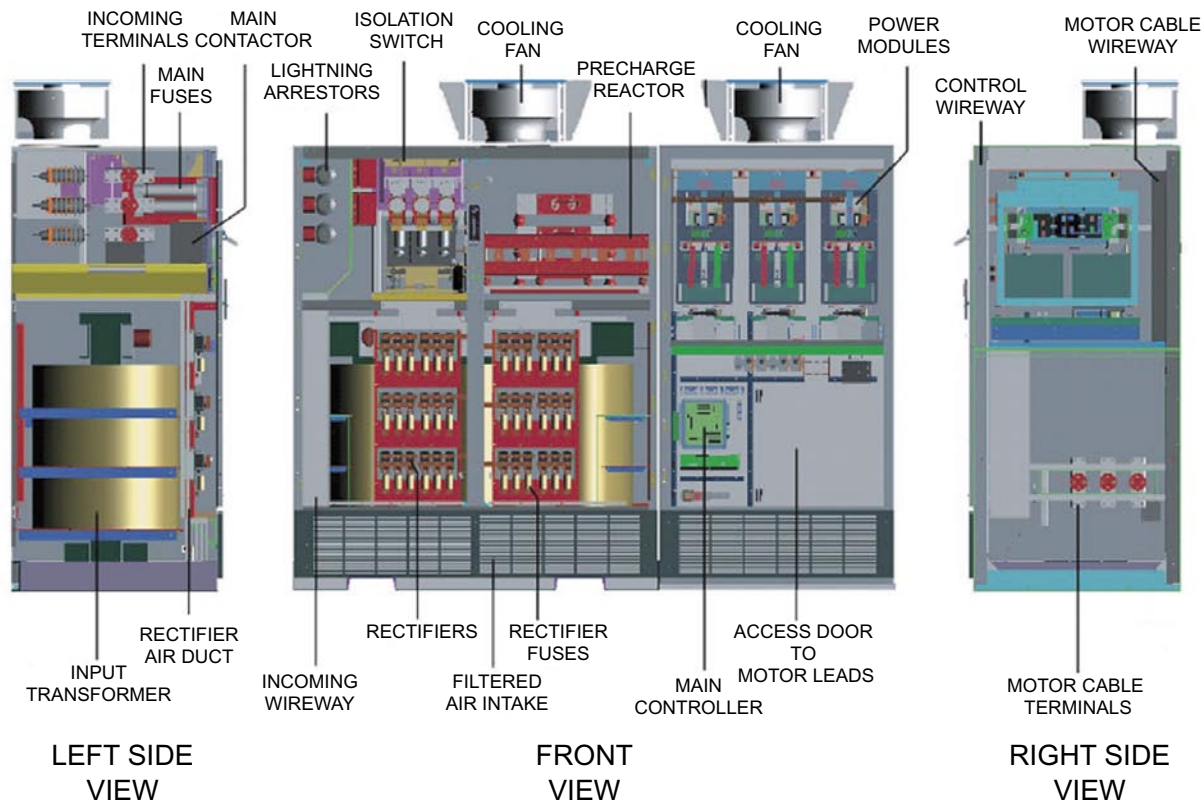 INCOMING
TERMINALS
MAIN
CONTACTOR
MAIN
FUSES
LIGHTNING
ARRESTORS
ISOLATION
SWITCH
COOLING
FAN
PRECHARGE
REACTOR
COOLING
FAN
POWER
MODULES
CONTROL
WIREWAY
MOTOR CABLE
WIREWAY
INPUT
TRANSFORMER
RECTIFIER
AIR DUCT
INCOMING
WIREWAY
RECTIFIERS
FILTERED
AIR INTAKE
RECTIFIER
FUSES
MAIN
CONTROLLER
ACCESS DOOR
TO
MOTOR LEADS
MOTOR CABLE
TERMINALS
LEFT SIDE
VIEW
FRONT
VIEW
RIGHT SIDE
VIEW